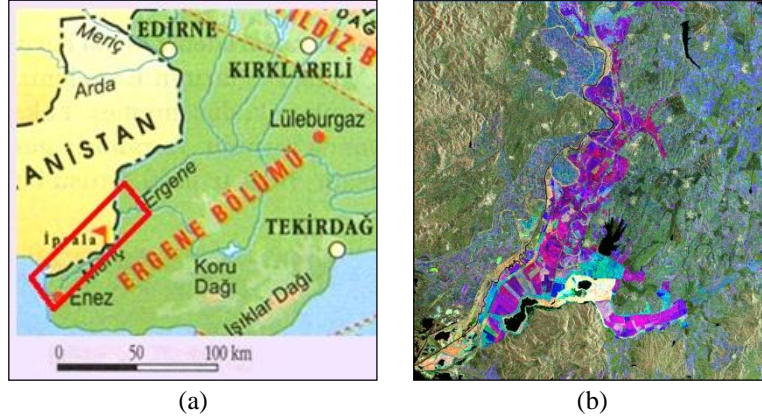 EDİRNE
YILDIZ B
Meriç
KIRKLARELİ
Arda
Lüleburgaz
ANİSTAN
Ergene
ERGENE BÖLÜMÜ
TEKİRDAĞ
İpsala
Meriç
Koru
Dağı
Enez
Işıklar Dağı
0 50 100 km
(a) (b)